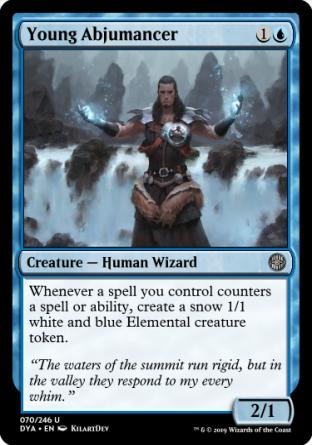 Young Abjumancer 1
Creature — Human Wizard
Whenever a spell you control counters
a spell or ability, create a snow 1/1
white and blue Elemental creature
token.
“The waters of the summit run rigid, but in
the valley they respond to my every
whim.”
2/1
070/246 U
DYA • EN KilartDev
™ & © 2019 Wizards of the Coast